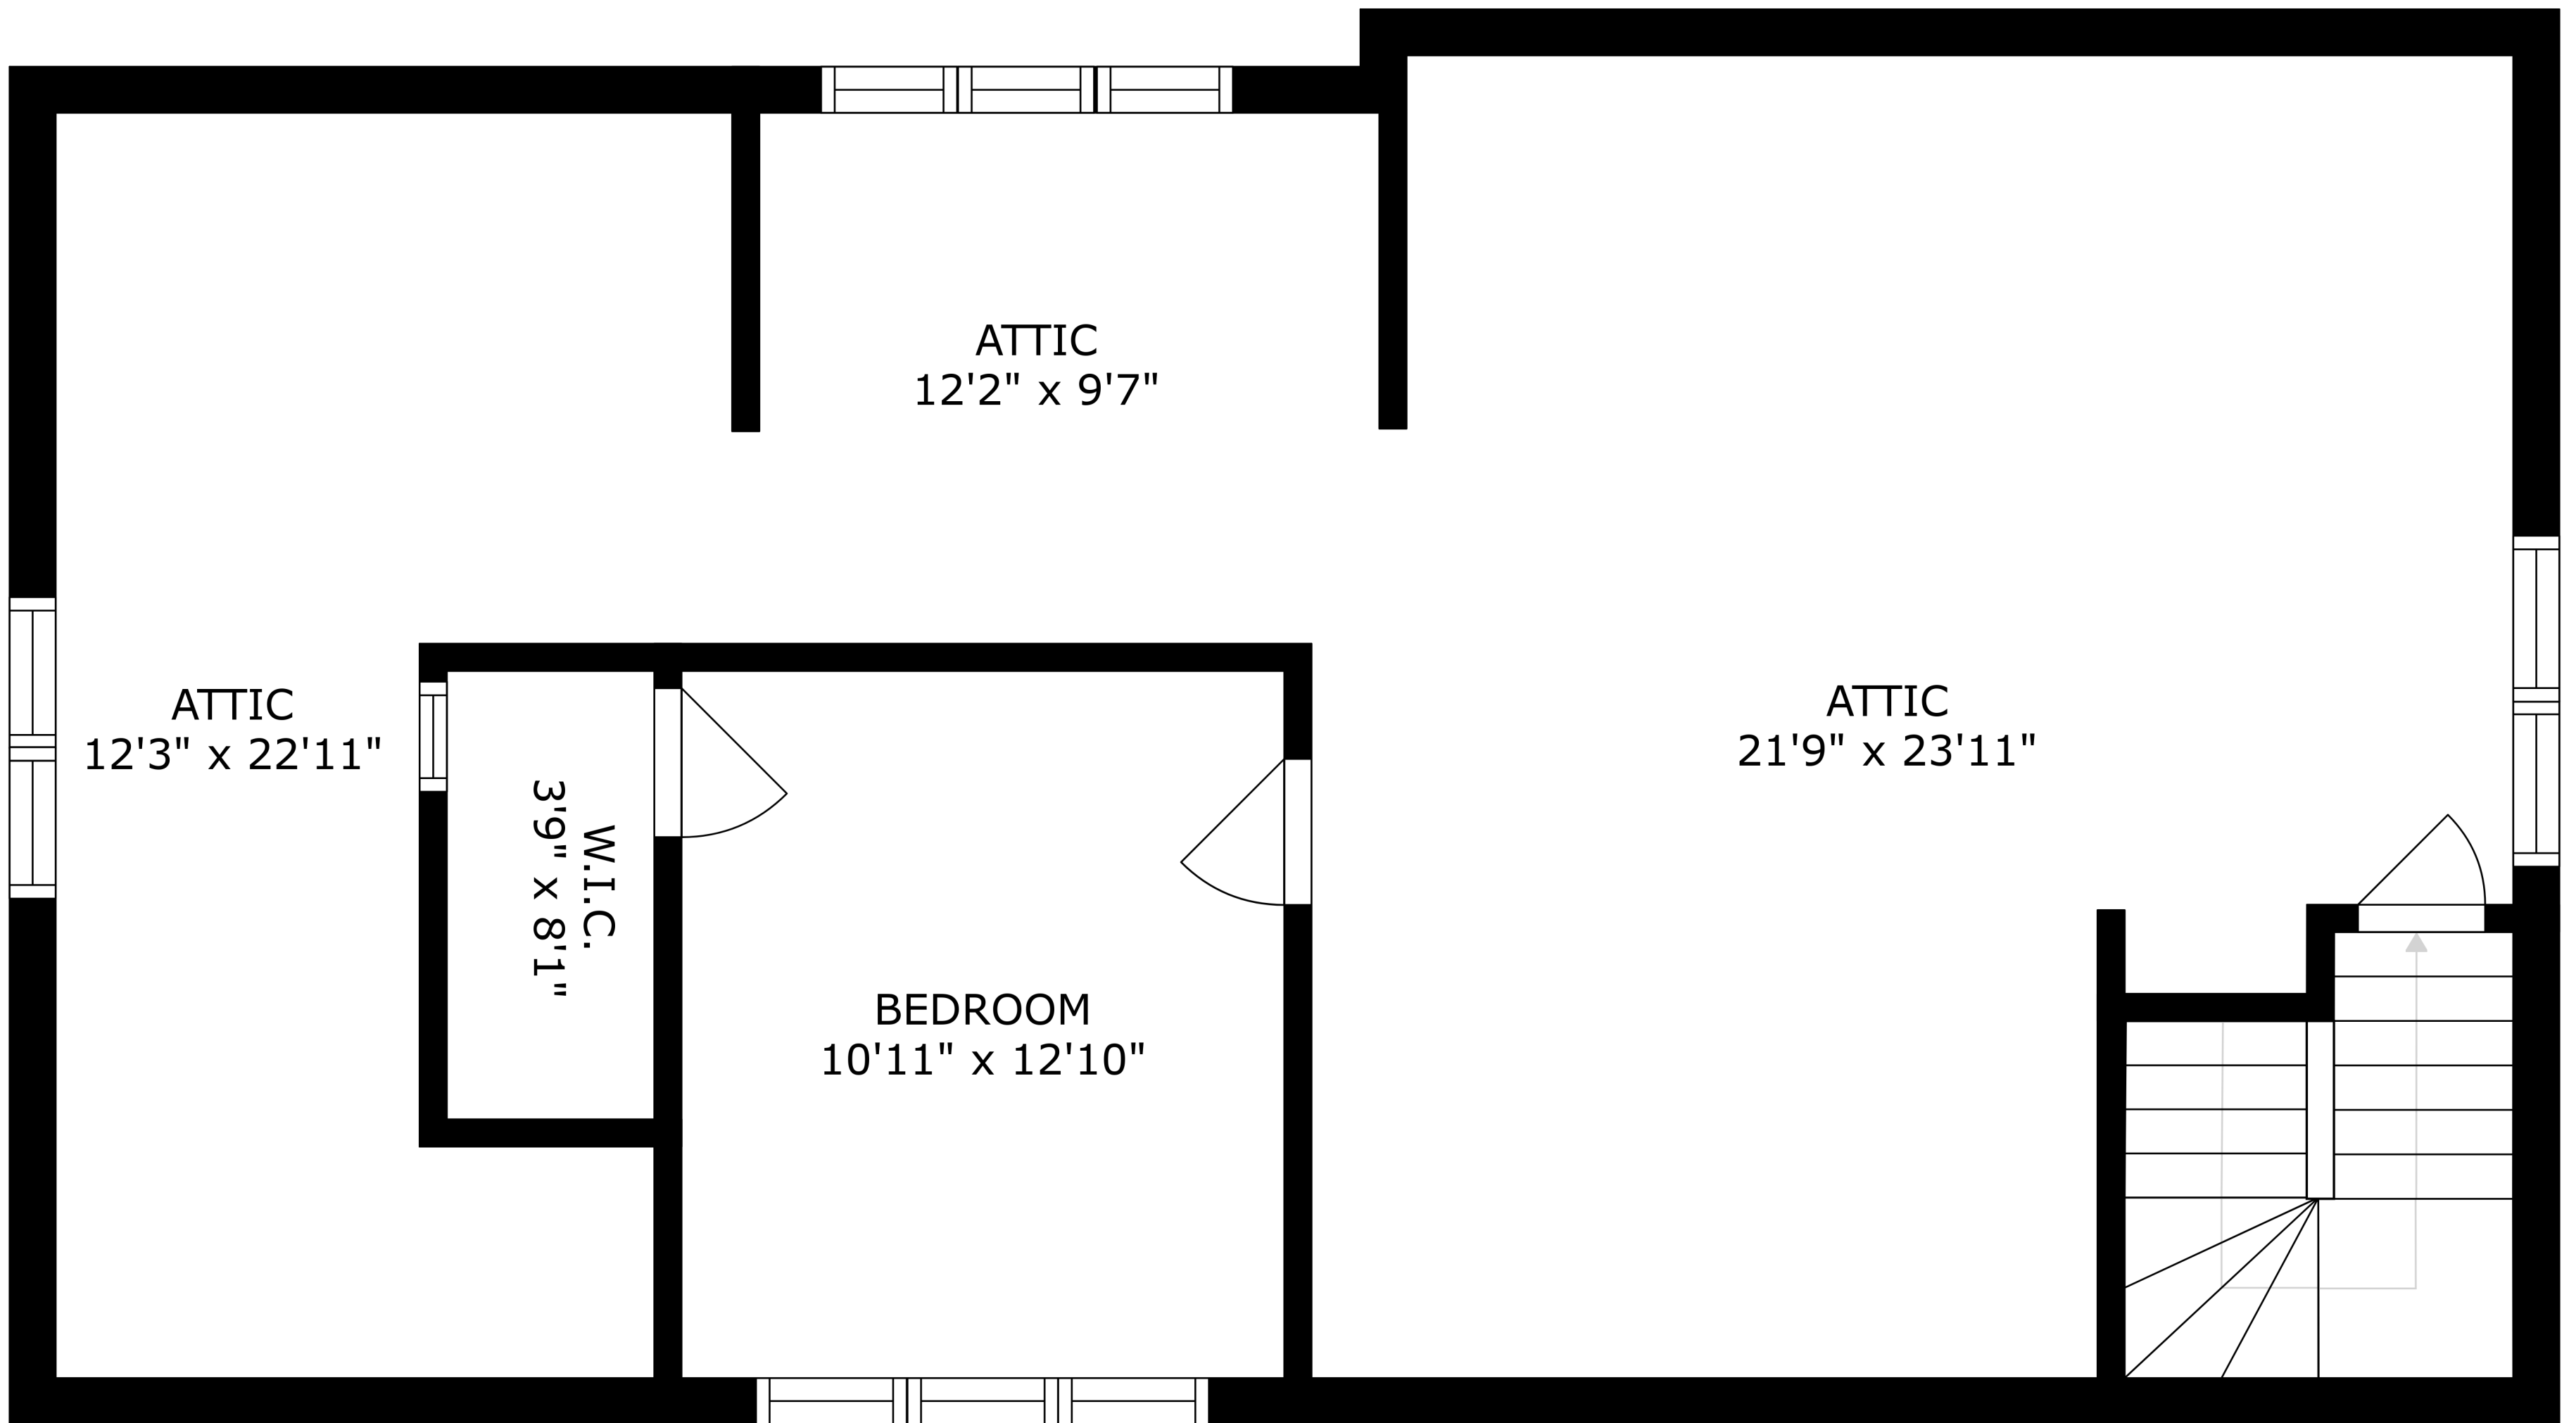 ATTIC
12'2" x 9'7"
ATTIC
12'3" x 22'11"
ATTIC
21'9" x 23'11"
W.I.C.
3'9" x 8'1"
BEDROOM
10'11" x 12'10"